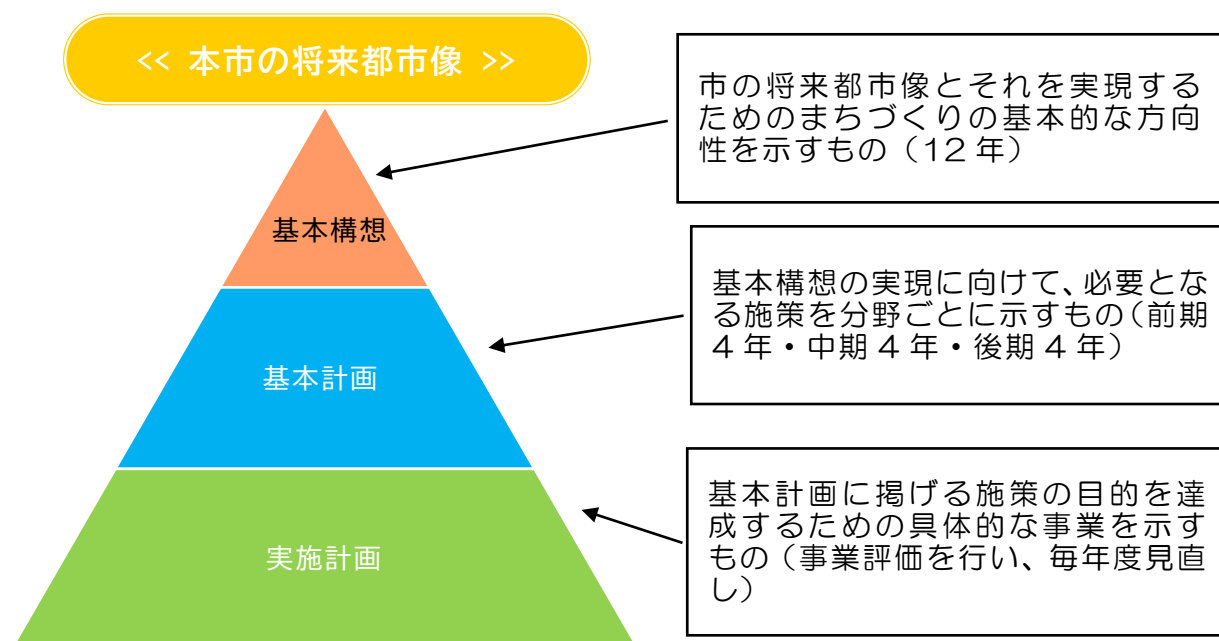 << 本市の将来都市像 >>
市の将来都市像とそれを実現する
ためのまちづくりの基本的な方向
性を示すもの（12 年）
基本構想
基本構想の実現に向けて、必要とな
る施策を分野ごとに示すもの（前期
４年・中期４年・後期４年）
基本計画
基本計画に掲げる施策の目的を達
成するための具体的な事業を示す
もの（事業評価を行い、毎年度見直
し）
実施計画